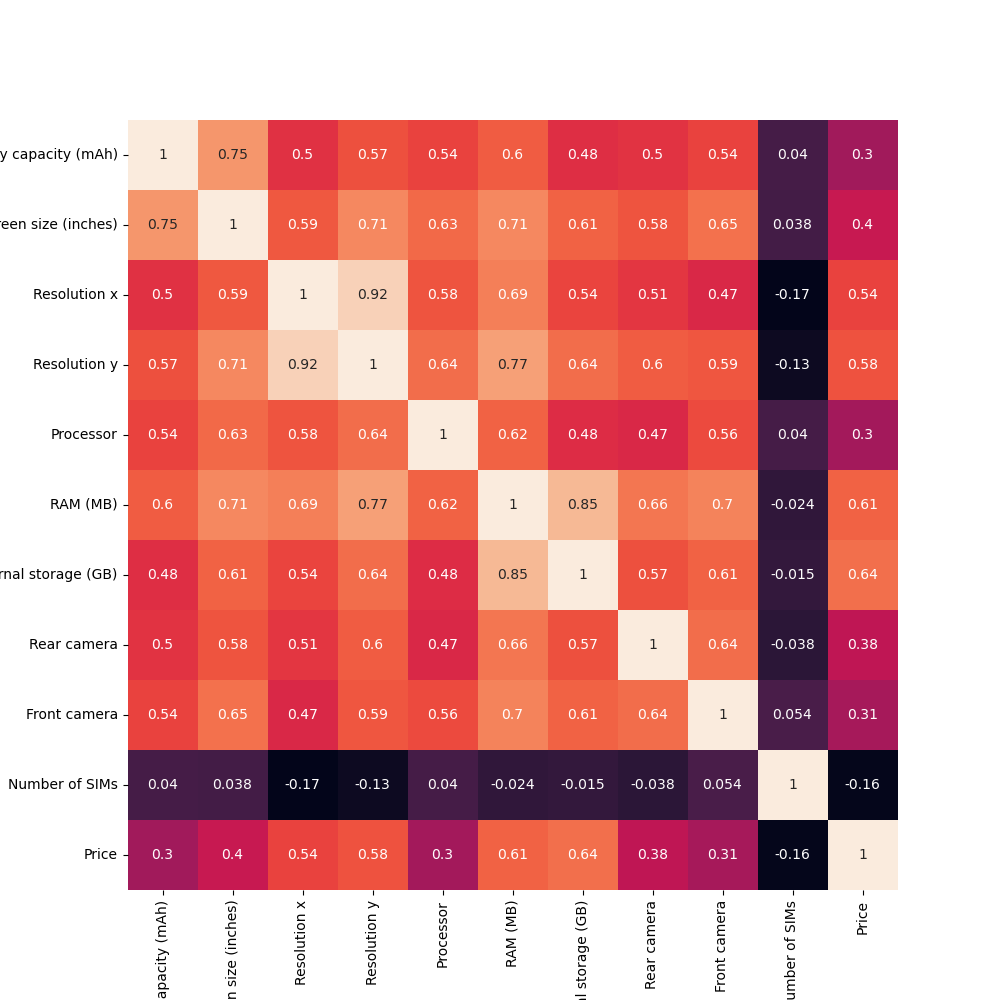 y capacity (mAh) 1 0.75 0.5 0.57 0.54 0.6 0.48 0.5 0.54 0.04 0.3
reen size (inches) 0.75 1 0.59 0.71 0.63 0.71 0.61 0.58 0.65 0.038 0.4
Resolution x 0.5 0.59 1 0.92 0.58 0.69 0.54 0.51 0.47 -0.17 0.54
Resolution y 0.57 0.71 0.92 1 0.64 0.77 0.64 0.6 0.59 -0.13 0.58
Processor 0.54 0.63 0.58 0.64 1 0.62 0.48 0.47 0.56 0.04 0.3
RAM (MB) 0.6 0.71 0.69 0.77 0.62 1 0.85 0.66 0.7 -0.024 0.61
rnal storage (GB) 0.48 0.61 0.54 0.64 0.48 0.85 1 0.57 0.61 -0.015 0.64
Rear camera 0.5 0.58 0.51 0.6 0.47 0.66 0.57 1 0.64 -0.038 0.38
Front camera 0.54 0.65 0.47 0.59 0.56 0.7 0.61 0.64 1 0.054 0.31
Number of SIMs 0.04 0.038 -0.17 -0.13 0.04 -0.024 -0.015 -0.038 0.054 1 -0.16
Price 0.3 0.4 0.54 0.58 0.3 0.61 0.64 0.38 0.31 -0.16 1
apacity (mAh)
n size (inches)
Resolution x
Resolution y
Processor
RAM (MB)
al storage (GB)
Rear camera
Front camera
umber of SIMs
Price